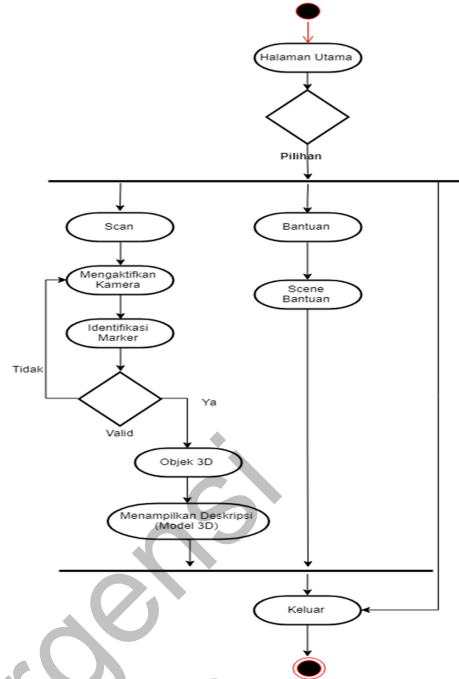 Halaman Utama
Pilihan
Scan
Bantuan
Mengaktifkan
Kamera
Scene
Bantuan
Identifikasi
Marker
Tidak
Ya
Valid
Objek 3D
Menampilkan Deskripsi
(Model 3D)
Keluar
rgensi